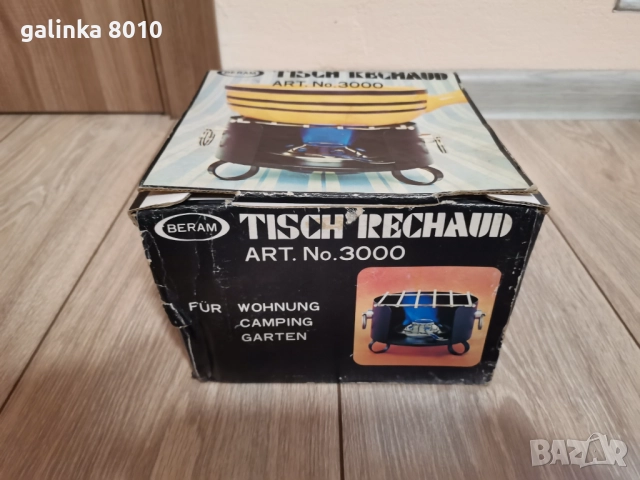 galinka 8010
BERAM TISCH RECHAUD
ART. No. 3000
BERAM TISCH RECHAUD
ART. No. 3000
FÜR WOHNUNG
CAMPING
GARTEN
BAZAR